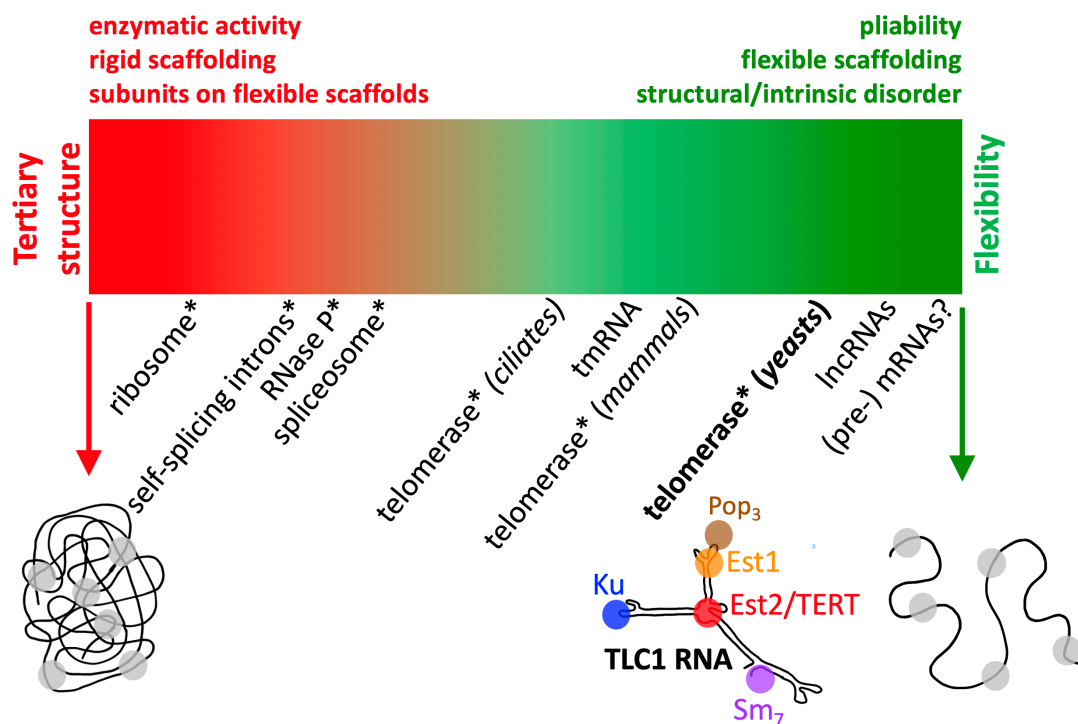 enzymatic activity
rigid scaffolding
subunits on flexible scaffolds
pliability
flexible scaffolding
structural/intrinsic disorder
Tertiary
structure
Flexibility
ribosome*
self-splicing introns*
RNase P*
spliceosome*
telomerase* (ciliates)
tmRNA
telomerase* (mammals)
telomerase* (yeasts)
lncRNAs
(pre-) mRNAs?
Pop₃
Est1
Ku
Est2/TERT
TLC1 RNA
Sm₇